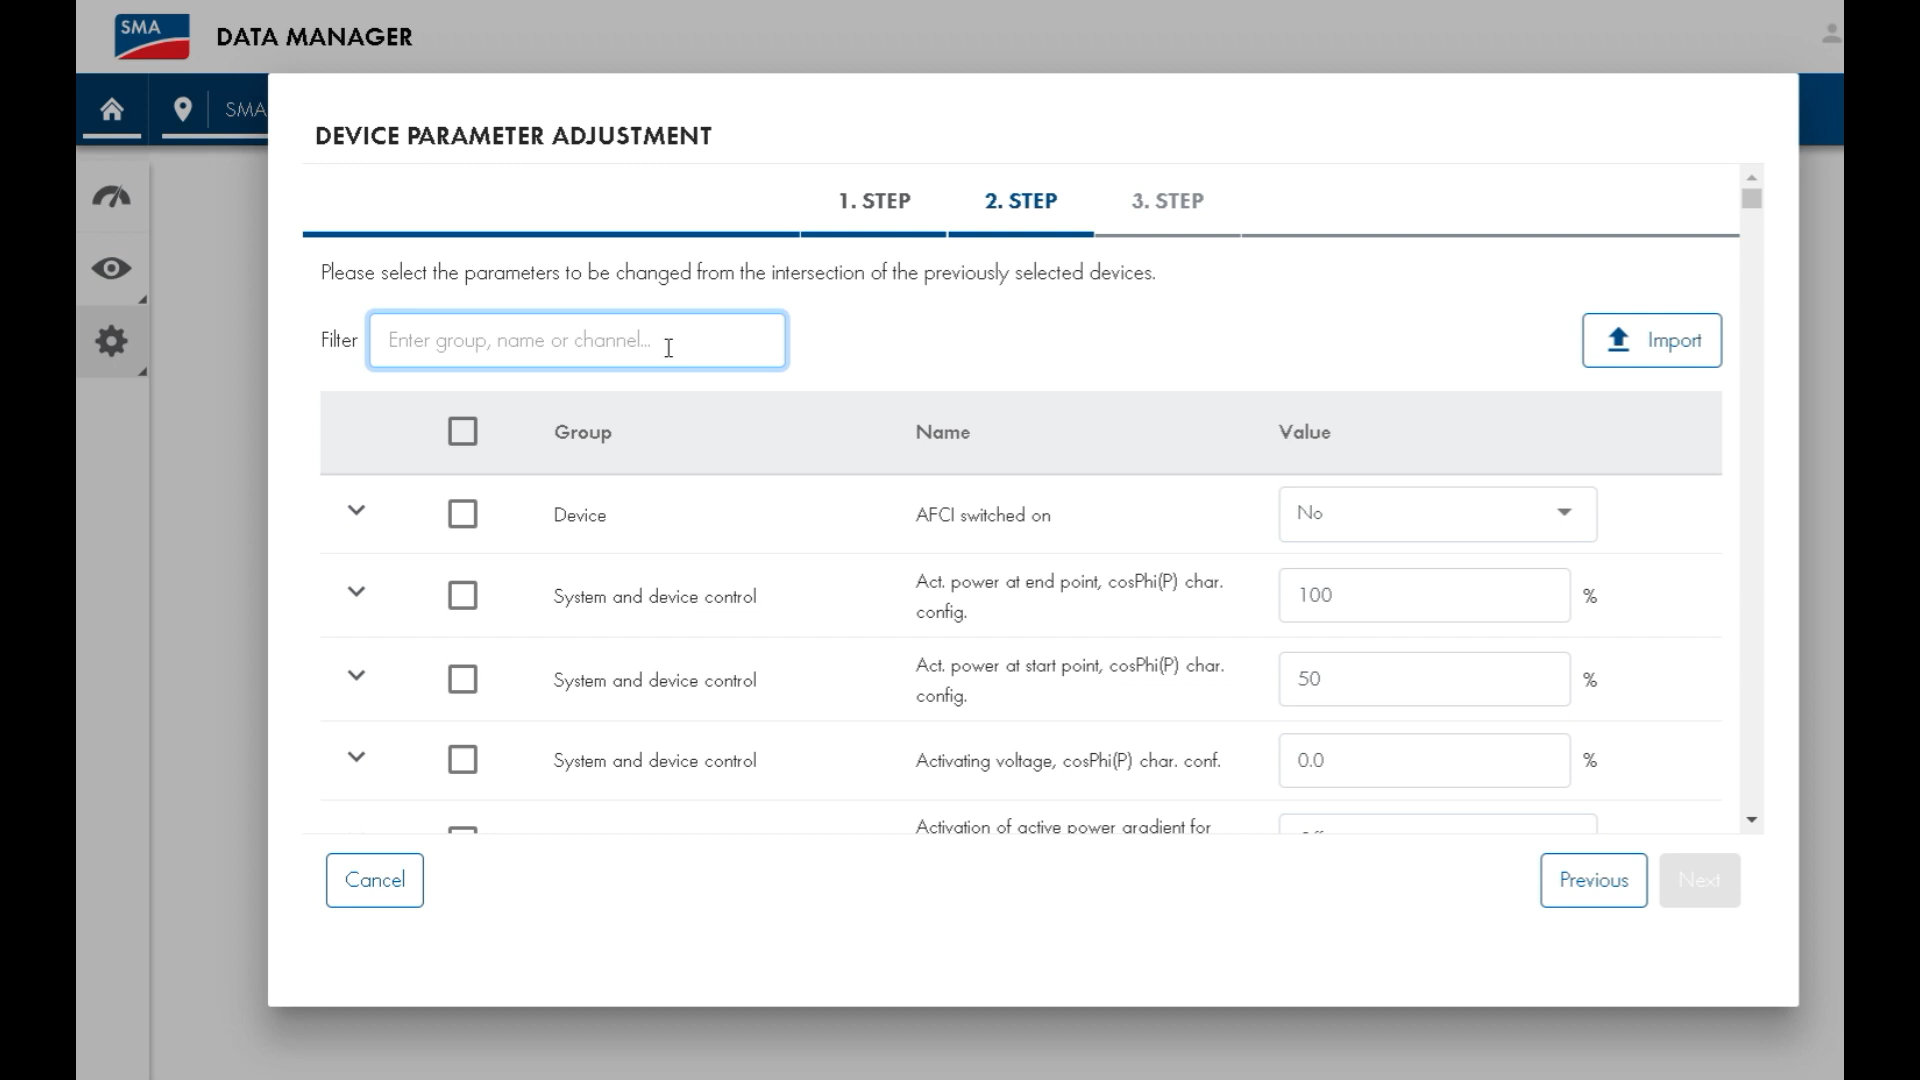 SMA
DATA MANAGER
SMA
DEVICE PARAMETER ADJUSTMENT
1. STEP
2. STEP
3. STEP
Please select the parameters to be changed from the intersection of the previously selected devices.
Filter
Enter group, name or channel...
Import
Group
Name
Value
Device
AFCI switched on
No
System and device control
Act. power at end point, cosPhi(P) char.
config.
100
%
System and device control
Act. power at start point, cosPhi(P) char.
config.
50
%
System and device control
Activating voltage, cosPhi(P) char. conf.
0.0
%
Activation of active power gradient for
Cancel
Previous
Next